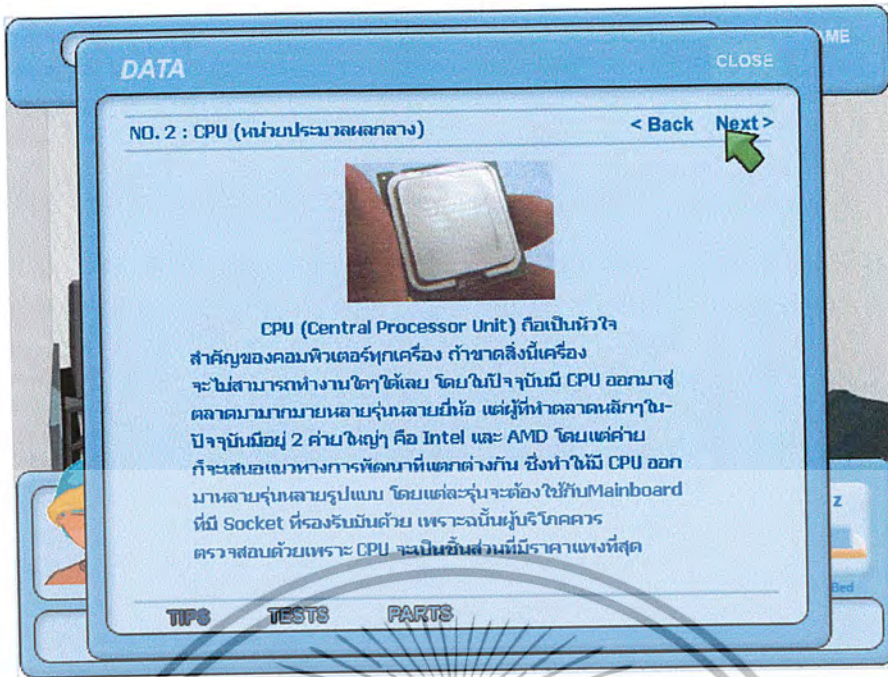 AME
DATA
CLOSE
NO. 2 : CPU (หน่วยประมวลผลกลาง)
< Back Next >
CPU (Central Processor Unit) ถือเป็นหัวใจ
สำคัญของคอมพิวเตอร์ทุกเครื่อง ถ้าขาดสิ่งนี้เครื่อง
จะไม่สามารถทำงานใดๆได้เลย โดยในปัจจุบันมี CPU ออกมาสู่
ตลาดมามากมายหลายรุ่นหลายยี่ห้อ แต่ผู้ที่ทำตลาดหลักๆใน-
ปัจจุบันมีอยู่ 2 ค่ายใหญ่ๆ คือ Intel และ AMD โดยแต่ค่าย
ก็จะเสนอแนวทางการพัฒนาที่แตกต่างกัน ซึ่งทำให้มี CPU ออก
มาหลายรุ่นหลายรูปแบบ โดยแต่ละรุ่นจะต้องใช้กับMainboard
ที่มี Socket ที่รองรับมันด้วย เพราะฉนั้นผู้บริโภคควร
ตรวจสอบด้วยเพราะ CPU จะเป็นชิ้นส่วนที่มีราคาแพงที่สุด
Z
Bed
TIPS TESTS PARTS